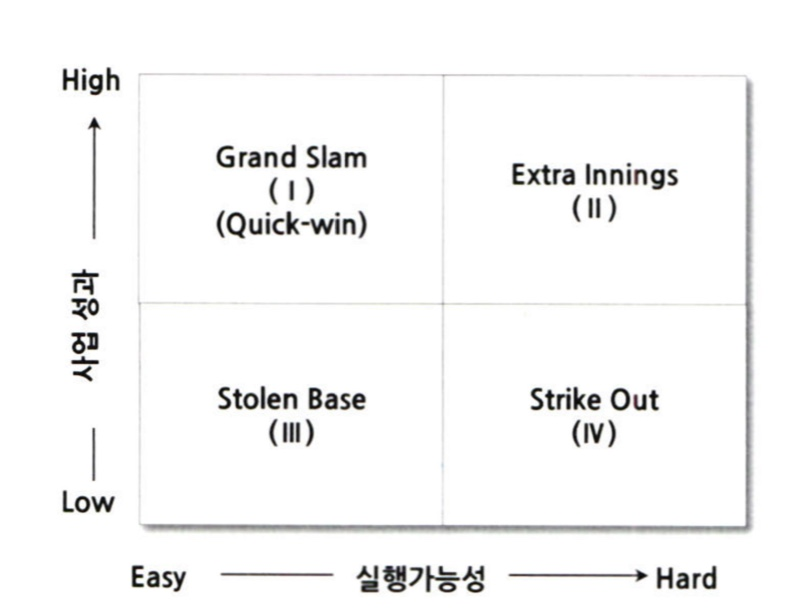 High
Grand Slam
( I )
(Quick-win)
Extra Innings
( II )
사업 성과
Stolen Base
(III)
Strike Out
(IV)
Low
Easy
실행가능성
Hard